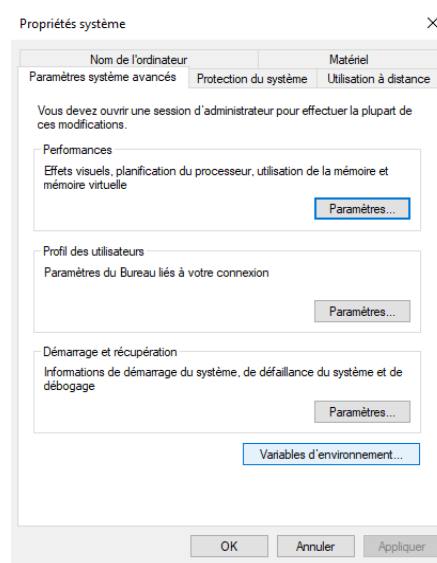 Propriétés système
Nom de l'ordinateur
Matériel
Paramètres système avancés
Protection du système
Utilisation à distance
Vous devez ouvrir une session d'administrateur pour effectuer la plupart de
ces modifications.
Performances
Effets visuels, planification du processeur, utilisation de la mémoire et
mémoire virtuelle
Paramètres...
Profil des utilisateurs
Paramètres du Bureau liés à votre connexion
Paramètres...
Démarrage et récupération
Informations de démarrage du système, de défaillance du système et de
débogage
Paramètres...
Variables d'environnement...
OK
Annuler
Appliquer